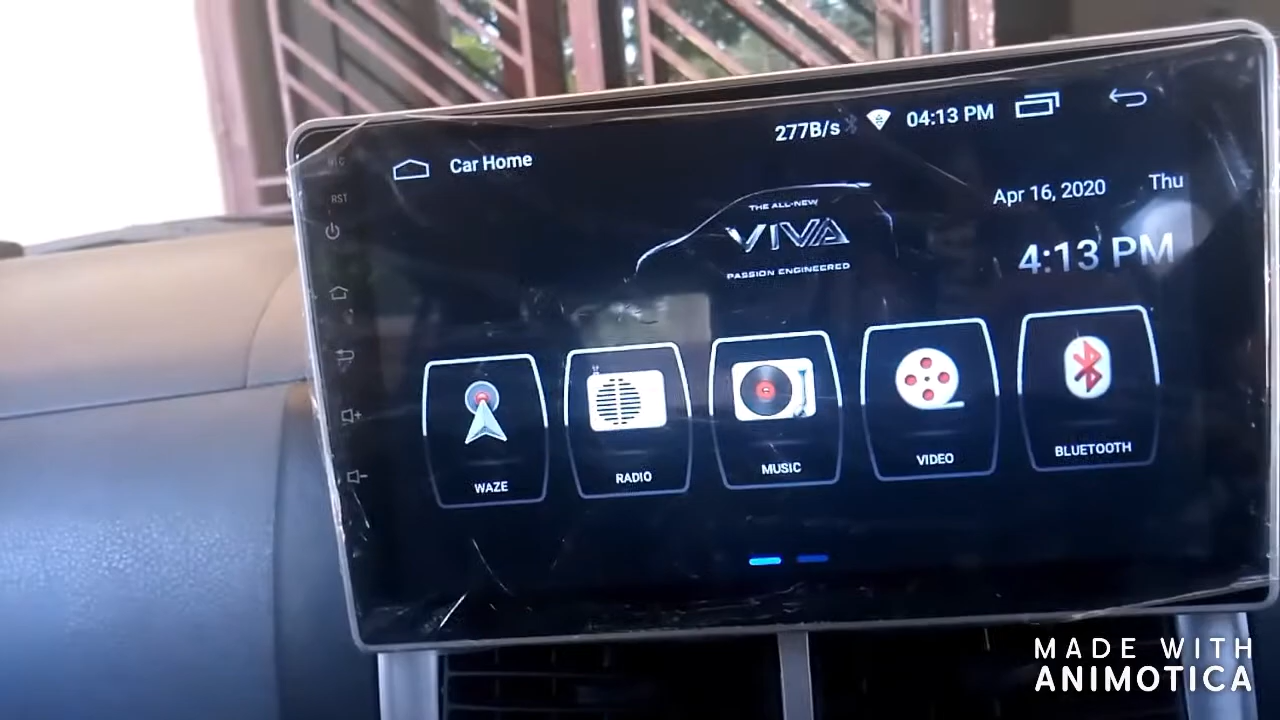 277B/s 04:13 PM
MIC
Car Home
RST
Apr 16, 2020 Thu
THE ALL-NEW
VIVA
PASSION ENGINEERED
4:13 PM
WAZE
RADIO
MUSIC
VIDEO
BLUETOOTH
MADE WITH
ANIMOTICA